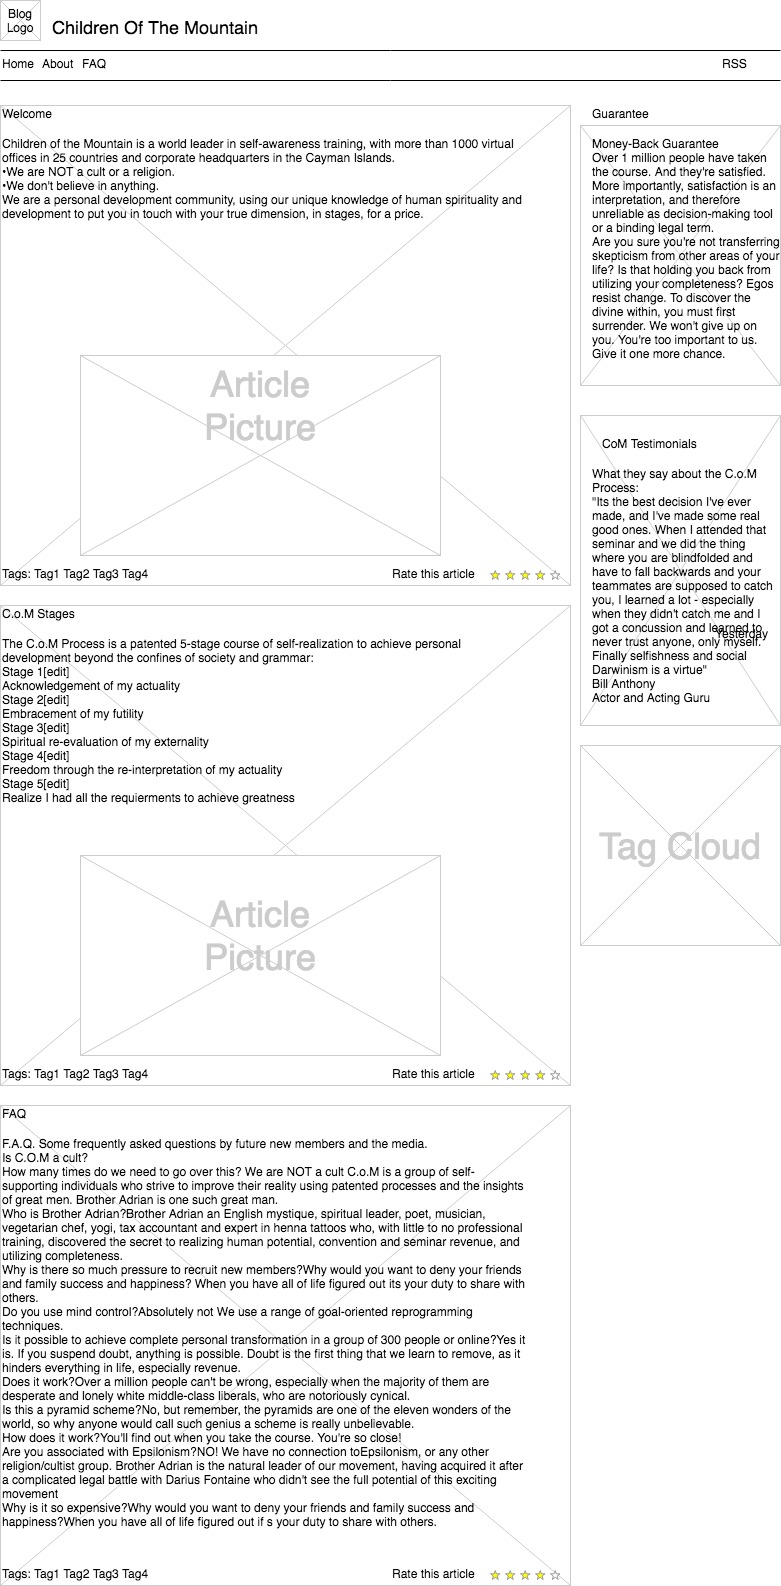 Blog
Logo
Children Of The Mountain
Home About FAQ
RSS
Welcome
Children of the Mountain is a world leader in self-awareness training, with more than 1000 virtual
offices in 25 countries and corporate headquarters in the Cayman Islands.
•We are NOT a cult or a religion.
•We don't believe in anything.
We are a personal development community, using our unique knowledge of human spirituality and
development to put you in touch with your true dimension, in stages, for a price.
Article
Picture
Tags: Tag1 Tag2 Tag3 Tag4
Rate this article
C.o.M Stages
The C.o.M Process is a patented 5-stage course of self-realization to achieve personal
development beyond the confines of society and grammar:
Stage 1[edit]
Acknowledgement of my actuality
Stage 2[edit]
Embracement of my futility
Stage 3[edit]
Spiritual re-evaluation of my externality
Stage 4[edit]
Freedom through the re-interpretation of my actuality
Stage 5[edit]
Realize I had all the requierments to achieve greatness
Article
Picture
Tags: Tag1 Tag2 Tag3 Tag4
Rate this article
FAQ
F.A.Q. Some frequently asked questions by future new members and the media.
Is C.O.M a cult?
How many times do we need to go over this? We are NOT a cult C.o.M is a group of self-
supporting individuals who strive to improve their reality using patented processes and the insights
of great men. Brother Adrian is one such great man.
Who is Brother Adrian?Brother Adrian an English mystique, spiritual leader, poet, musician,
vegetarian chef, yogi, tax accountant and expert in henna tattoos who, with little to no professional
training, discovered the secret to realizing human potential, convention and seminar revenue, and
utilizing completeness.
Why is there so much pressure to recruit new members?Why would you want to deny your friends
and family success and happiness? When you have all of life figured out its your duty to share with
others.
Do you use mind control?Absolutely not We use a range of goal-oriented reprogramming
techniques.
Is it possible to achieve complete personal transformation in a group of 300 people or online?Yes it
is. If you suspend doubt, anything is possible. Doubt is the first thing that we learn to remove, as it
hinders everything in life, especially revenue.
Does it work?Over a million people can't be wrong, especially when the majority of them are
desperate and lonely white middle-class liberals, who are notoriously cynical.
Is this a pyramid scheme?No, but remember, the pyramids are one of the eleven wonders of the
world, so why anyone would call such genius a scheme is really unbelievable.
How does it work?You'll find out when you take the course. You're so close!
Are you associated with Epsilonism?NO! We have no connection toEpsilonism, or any other
religion/cultist group. Brother Adrian is the natural leader of our movement, having acquired it after
a complicated legal battle with Darius Fontaine who didn't see the full potential of this exciting
movement
Why is it so expensive?Why would you want to deny your friends and family success and
happiness?When you have all of life figured out if s your duty to share with others.
Tags: Tag1 Tag2 Tag3 Tag4
Rate this article
Guarantee
Money-Back Guarantee
Over 1 million people have taken
the course. And they're satisfied.
More importantly, satisfaction is an
interpretation, and therefore
unreliable as decision-making tool
or a binding legal term.
Are you sure you're not transferring
skepticism from other areas of your
life? Is that holding you back from
utilizing your completeness? Egos
resist change. To discover the
divine within, you must first
surrender. We won't give up on
you. You're too important to us.
Give it one more chance.
CoM Testimonials
What they say about the C.o.M
Process:
"Its the best decision I've ever
made, and I've made some real
good ones. When I attended that
seminar and we did the thing
where you are blindfolded and
have to fall backwards and your
teammates are supposed to catch
you, I learned a lot - especially
when they didn't catch me and I
got a concussion and learned to
Yesterday
never trust anyone, only myself.
Finally selfishness and social
Darwinism is a virtue"
Bill Anthony
Actor and Acting Guru
Tag Cloud